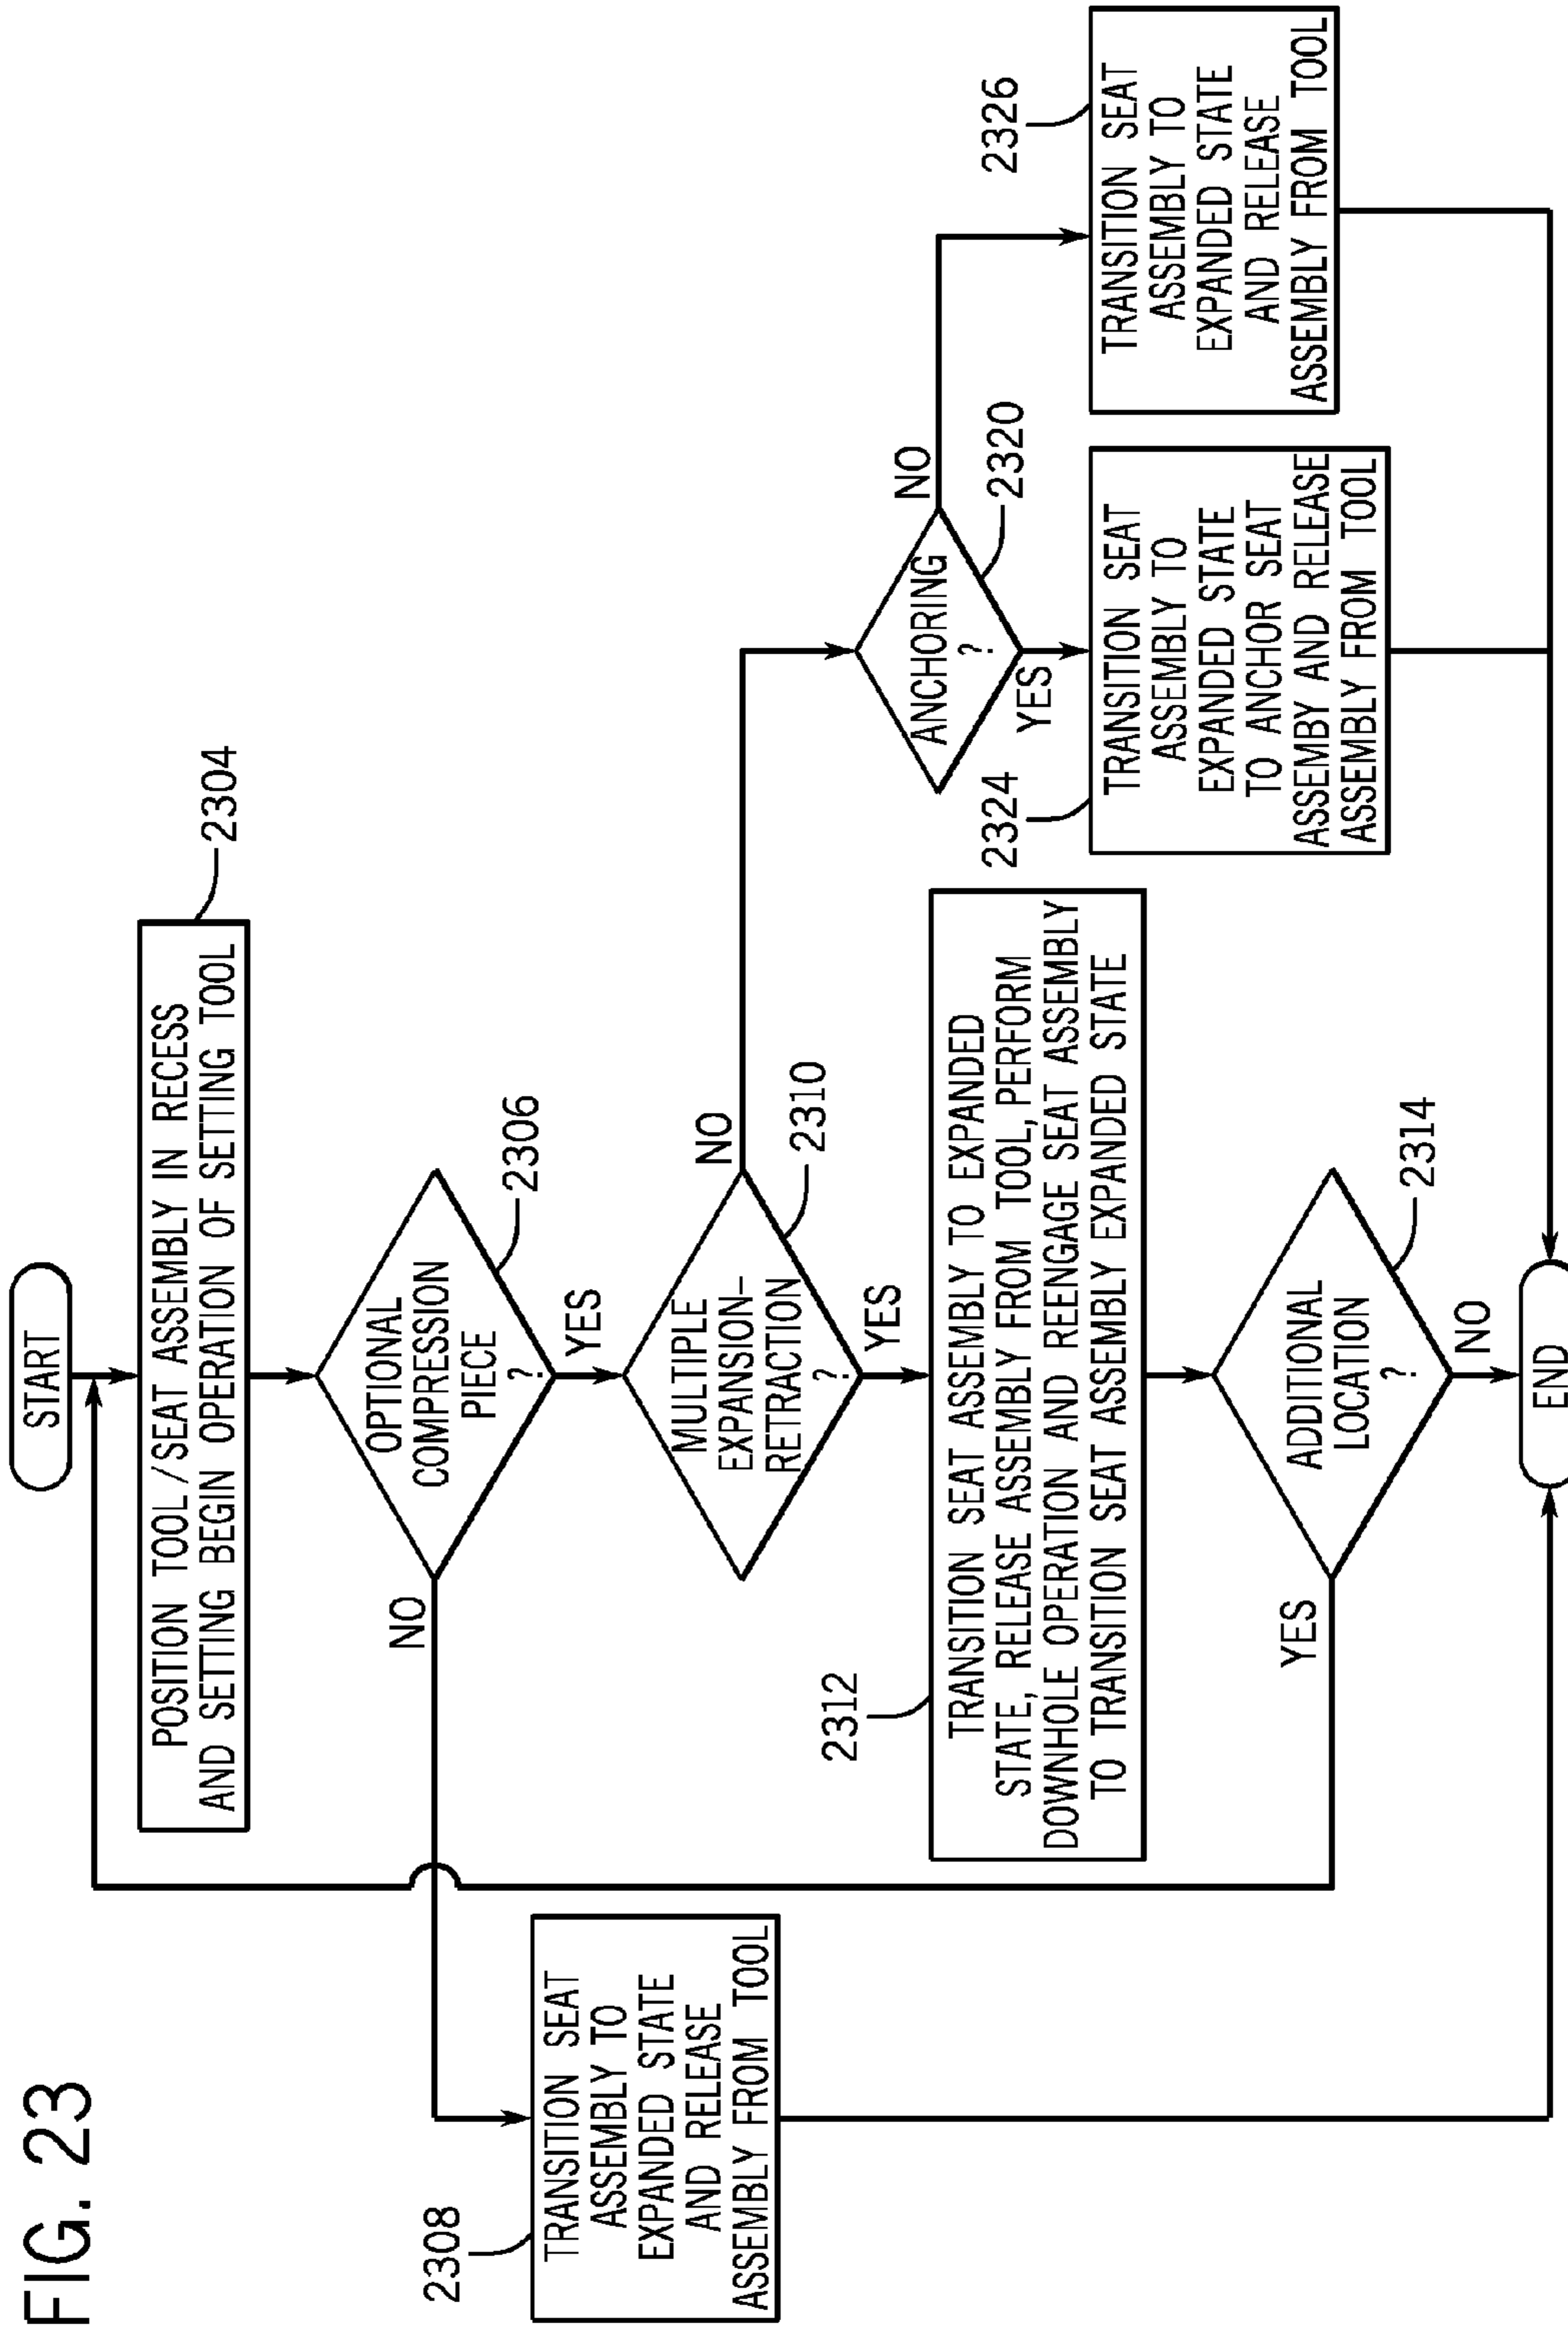 FIG. 23
START
POSITION TOOL/SEAT ASSEMBLY IN RECESS
AND SETTING BEGIN OPERATION OF SETTING TOOL
2304
OPTIONAL
COMPRESSION
PIECE
?
2306
NO
YES
2308
TRANSITION SEAT
ASSEMBLY TO
EXPANDED STATE
AND RELEASE
ASSEMBLY FROM TOOL
MULTIPLE
EXPANSION–
RETRACTION
?
2310
NO
YES
2312
TRANSITION SEAT ASSEMBLY TO EXPANDED
STATE, RELEASE ASSEMBLY FROM TOOL, PERFORM
DOWNHOLE OPERATION AND REENGAGE SEAT ASSEMBLY
TO TRANSITION SEAT ASSEMBLY EXPANDED STATE
ANCHORING
?
2320
NO
YES
2324
TRANSITION SEAT
ASSEMBLY TO
EXPANDED STATE
TO ANCHOR SEAT
ASSEMBY AND RELEASE
ASSEMBLY FROM TOOL
2326
TRANSITION SEAT
ASSEMBLY TO
EXPANDED STATE
AND RELEASE
ASSEMBLY FROM TOOL
ADDITIONAL
LOCATION
?
2314
YES
NO
END